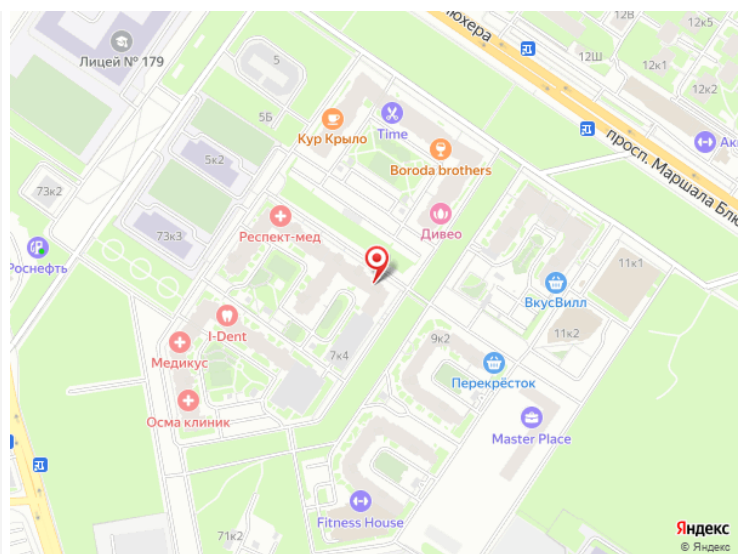 12В
12к5
люхера
12Ш
12к1
12к2
Лицей № 179
5
5Б
Кур Крыло
Time
Boroda brothers
просп. Маршала Блю
Ак
5к2
73к2
73к3
Респект-мед
Дивео
Роснефть
11к1
ВкусВилл
I-Dent
Медикус
7к4
9к2
11к2
Перекрёсток
Осма клиник
Master Place
Fitness House
71к2
Яндекс
© Яндекс